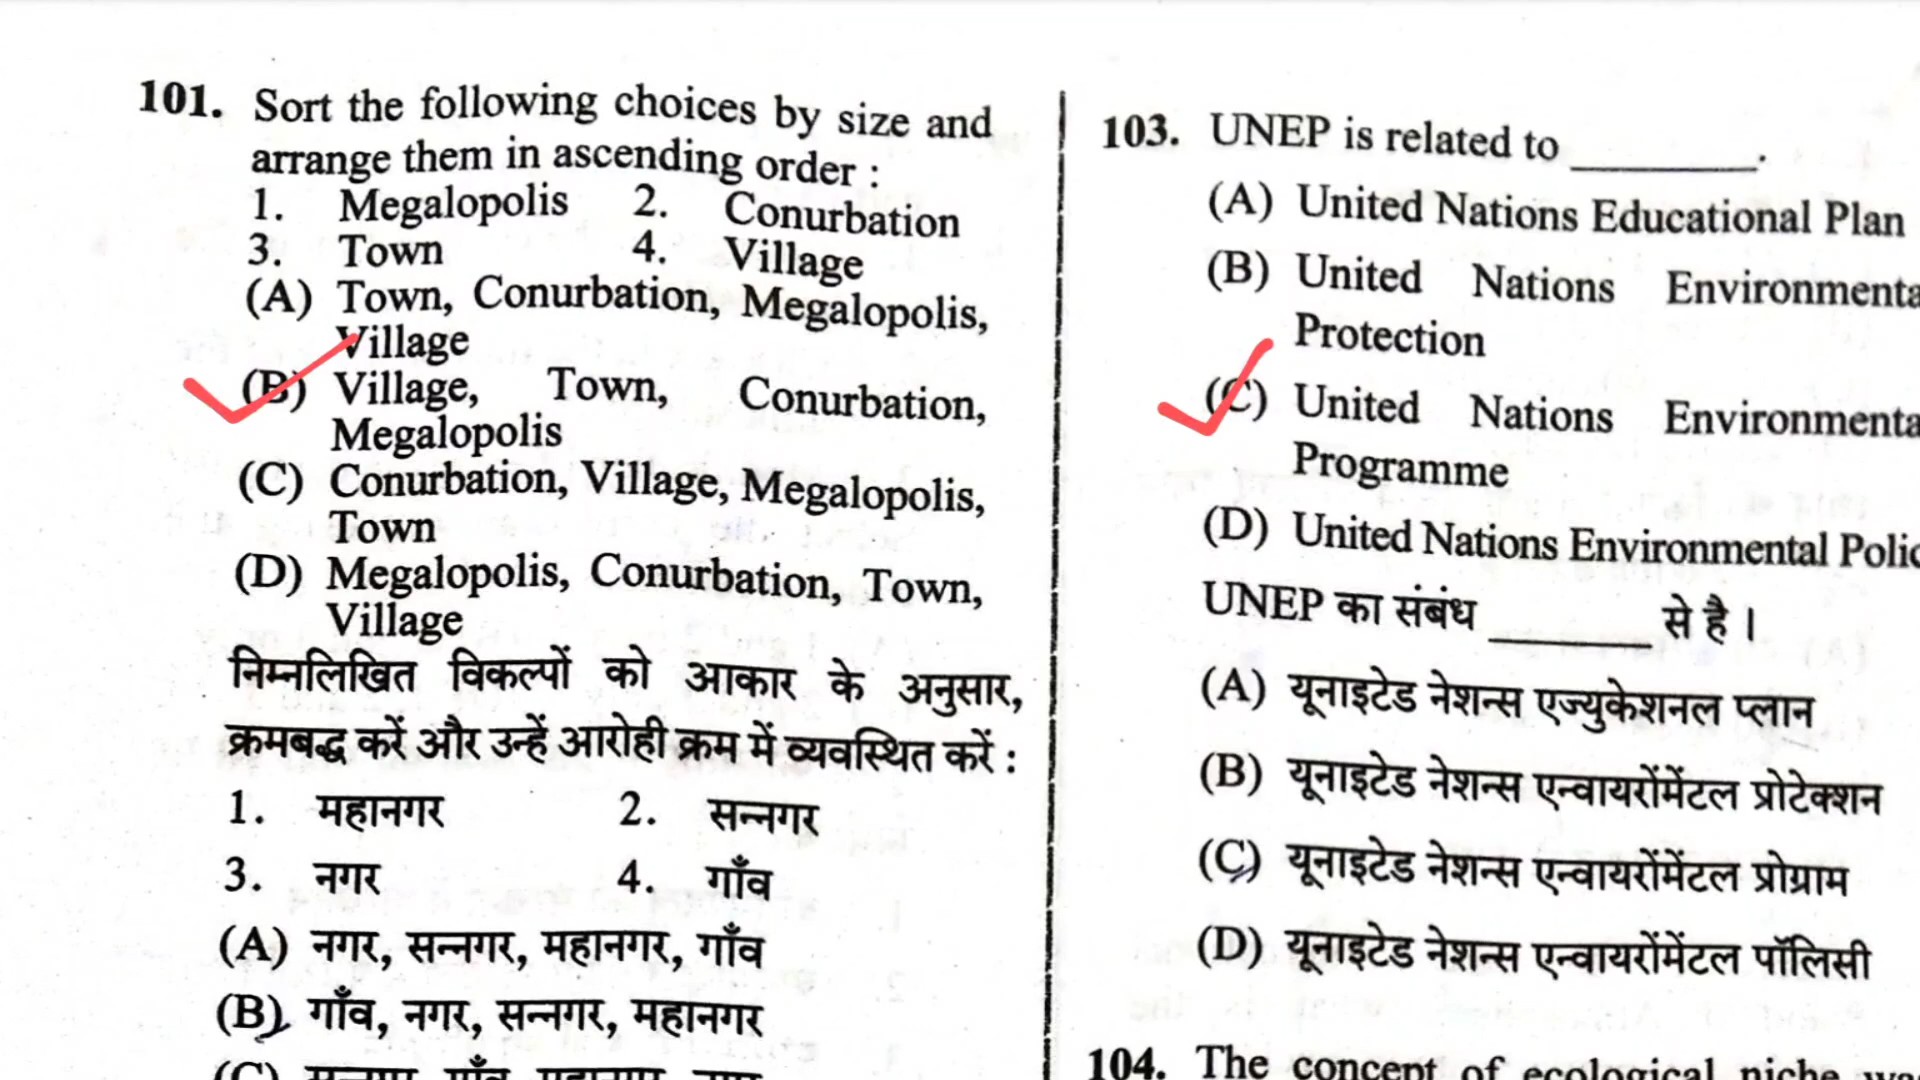 101. Sort the following choices by size and
arrange them in ascending order :
1. Megalopolis 2. Conurbation
3. Town 4. Village
(A) Town, Conurbation, Megalopolis,
Village
(B) Village, Town, Conurbation,
Megalopolis
(C) Conurbation, Village, Megalopolis,
Town
(D) Megalopolis, Conurbation, Town,
Village
निम्नलिखित विकल्पों को आकार के अनुसार,
क्रमबद्ध करें और उन्हें आरोही क्रम में व्यवस्थित करें :
1. महानगर 2. सन्नगर
3. नगर 4. गाँव
(A) नगर, सन्नगर, महानगर, गाँव
(B) गाँव, नगर, सन्नगर, महानगर
(C) सन्नगर, गाँव, महानगर, नगर
103. UNEP is related to ________.
(A) United Nations Educational Plan
(B) United Nations Environmenta
Protection
(C) United Nations Environmenta
Programme
(D) United Nations Environmental Polic
UNEP का संबंध ________ से है ।
(A) यूनाइटेड नेशन्स एज्युकेशनल प्लान
(B) यूनाइटेड नेशन्स एन्वायरोंमेंटल प्रोटेक्शन
(C) यूनाइटेड नेशन्स एन्वायरोंमेंटल प्रोग्राम
(D) यूनाइटेड नेशन्स एन्वायरोंमेंटल पॉलिसी
104. The concept of ecological niche was